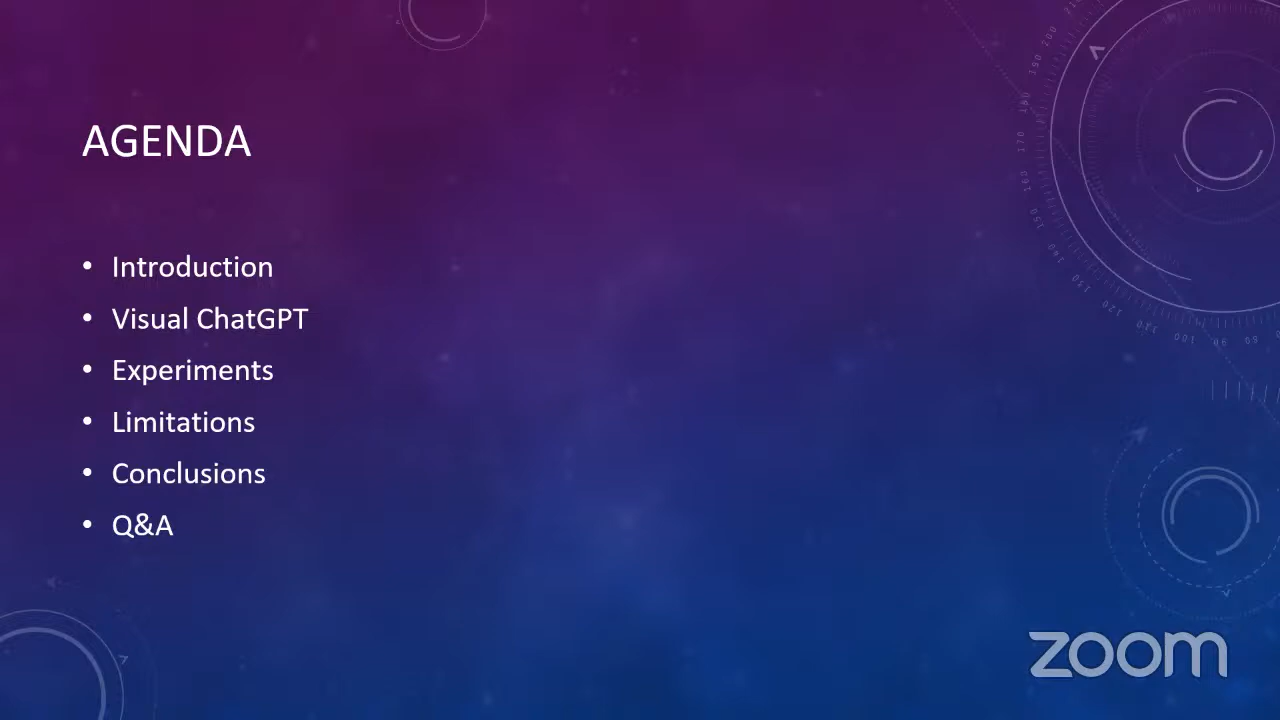 AGENDA
• Introduction
• Visual ChatGPT
• Experiments
• Limitations
• Conclusions
• Q&A
zoom